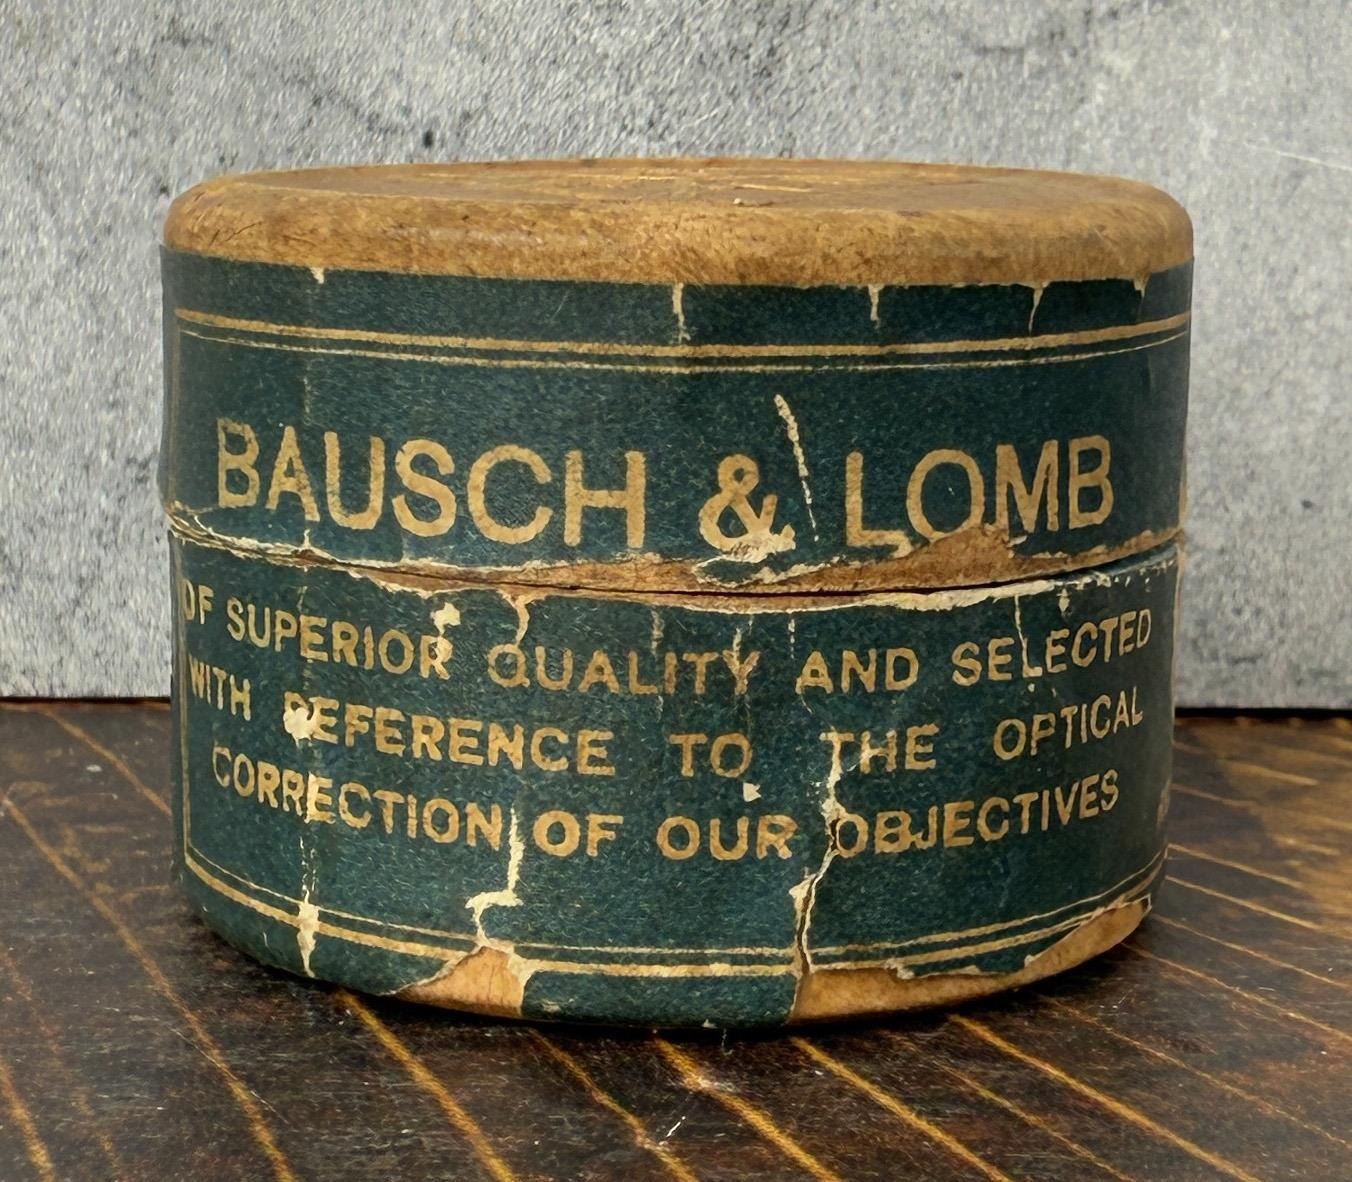 BAUSCH & LOMB
OF SUPERIOR QUALITY AND SELECTED
WITH REFERENCE TO THE OPTICAL
CORRECTION OF OUR OBJECTIVES